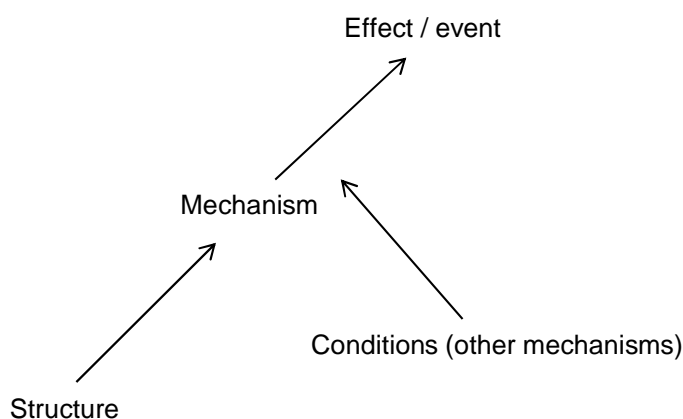 Effect / event
Mechanism
Conditions (other mechanisms)
Structure